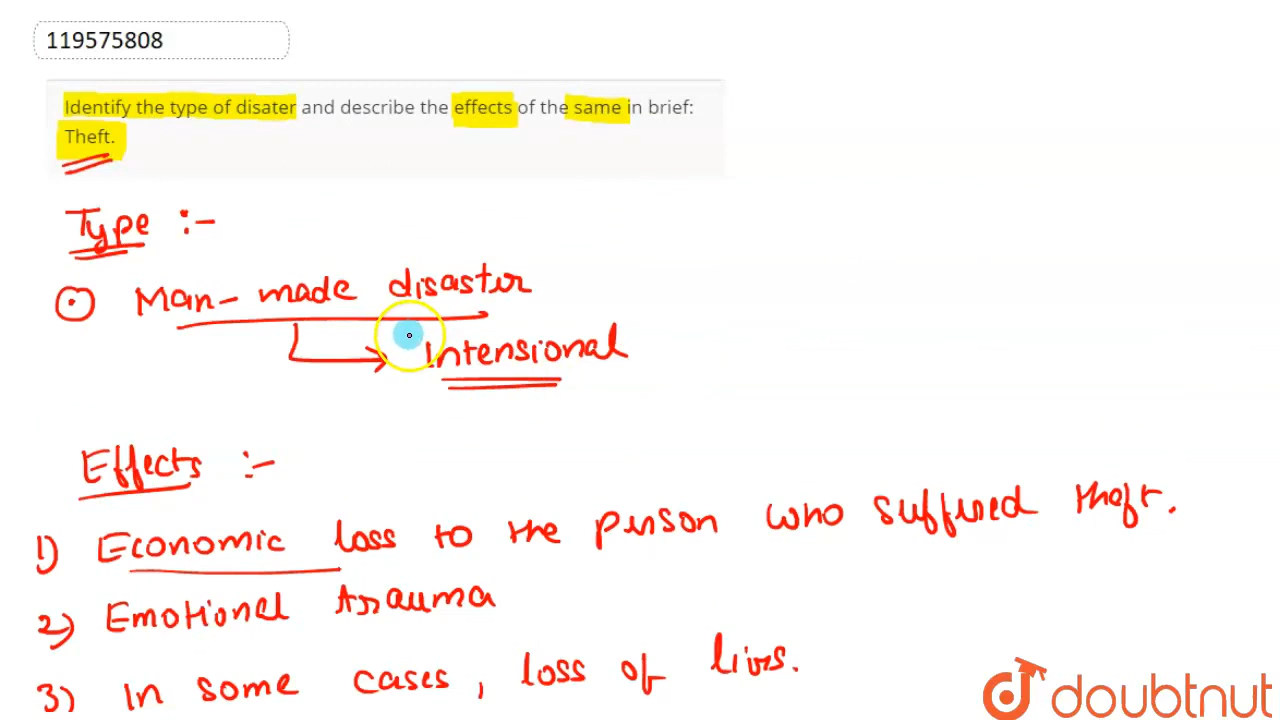 119575808
Identify the type of disater and describe the effects of the same in brief:
Theft.
Type :-
Man-made disaster
Intensional
Effects :-
1) Economic loss to the person who suffered theft.
2) Emotional trauma
3) In some cases, loss of lives.
doubtnut